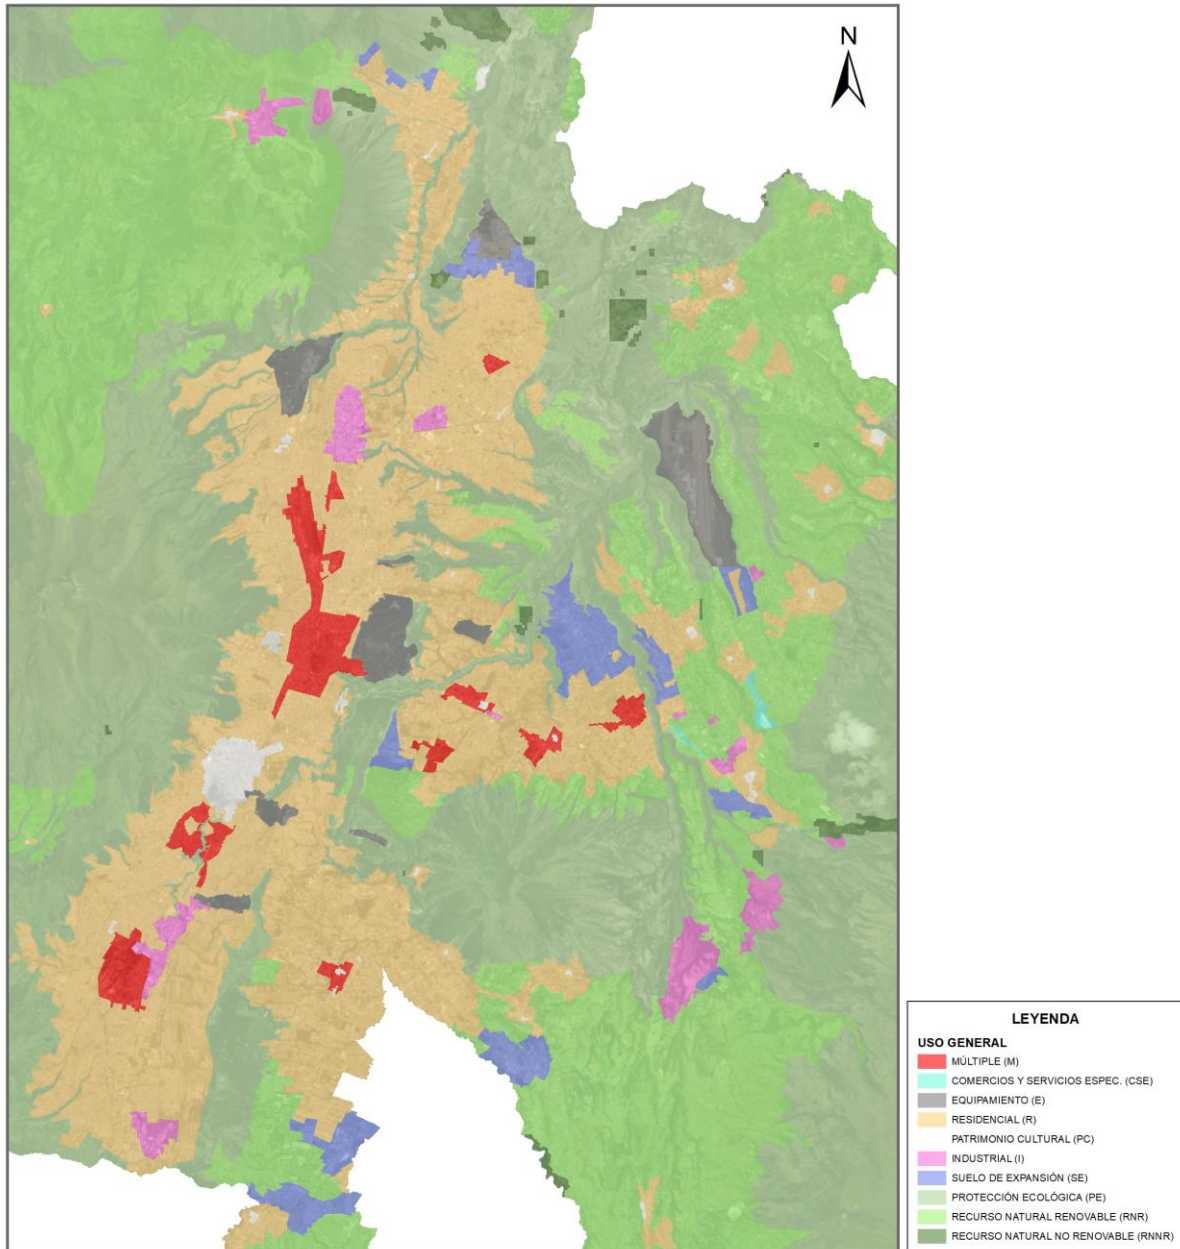 N
LEYENDA
USO GENERAL
MÚLTIPLE (M)
COMERCIOS Y SERVICIOS ESPEC. (CSE)
EQUIPAMIENTO (E)
RESIDENCIAL (R)
PATRIMONIO CULTURAL (PC)
INDUSTRIAL (I)
SUELO DE EXPANSIÓN (SE)
PROTECCIÓN ECOLÓGICA (PE)
RECURSO NATURAL RENOVABLE (RNR)
RECURSO NATURAL NO RENOVABLE (RNNR)